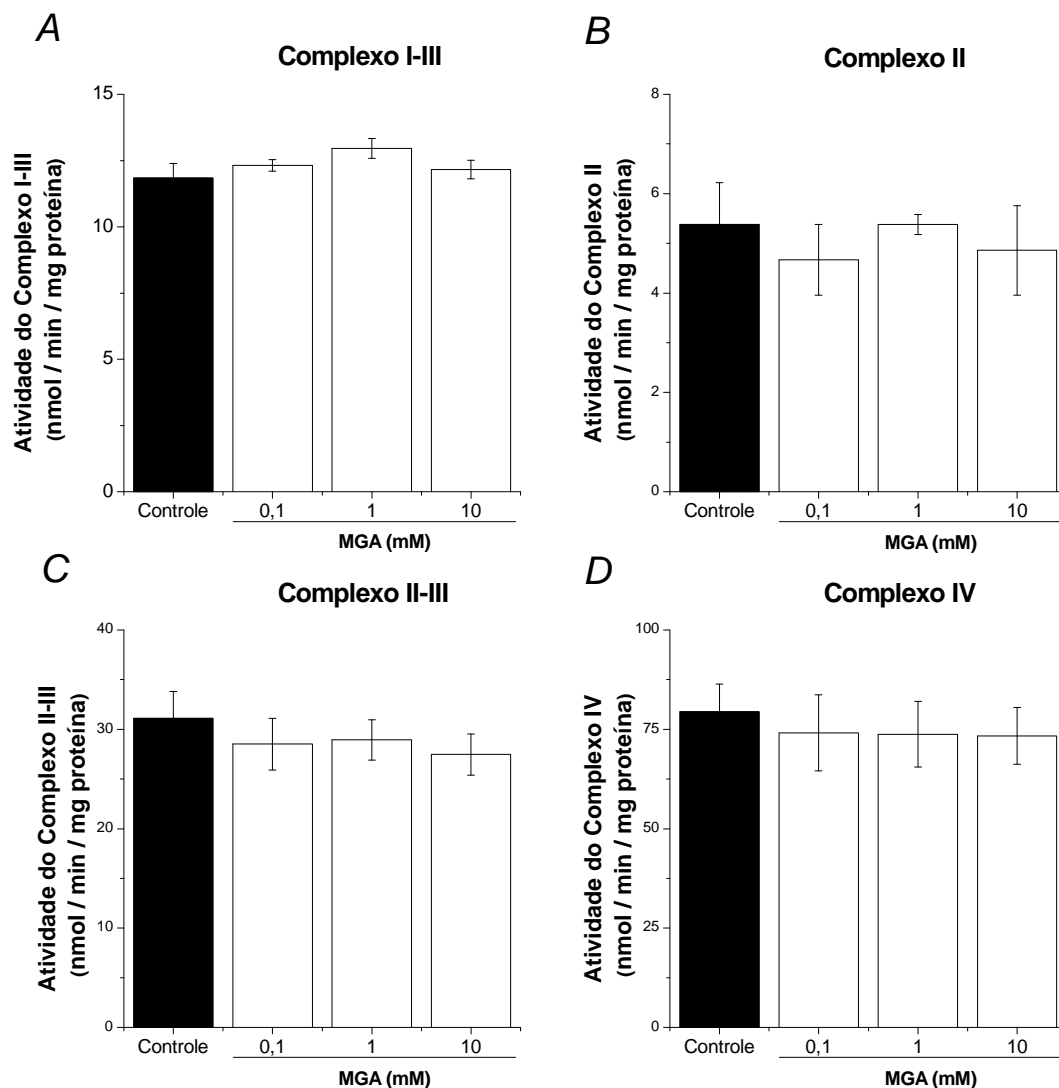 A
Complexo I-III
Atividade do Complexo I-III
(nmol / min / mg proteína)
15
10
5
0
Controle
0,1
1
10
MGA (mM)
B
Complexo II
Atividade do Complexo II
(nmol / min / mg proteína)
8
6
4
2
0
Controle
0,1
1
10
MGA (mM)
C
Complexo II-III
Atividade do Complexo II-III
(nmol / min / mg proteína)
40
30
20
10
0
Controle
0,1
1
10
MGA (mM)
D
Complexo IV
Atividade do Complexo IV
(nmol / min / mg proteína)
100
75
50
25
0
Controle
0,1
1
10
MGA (mM)